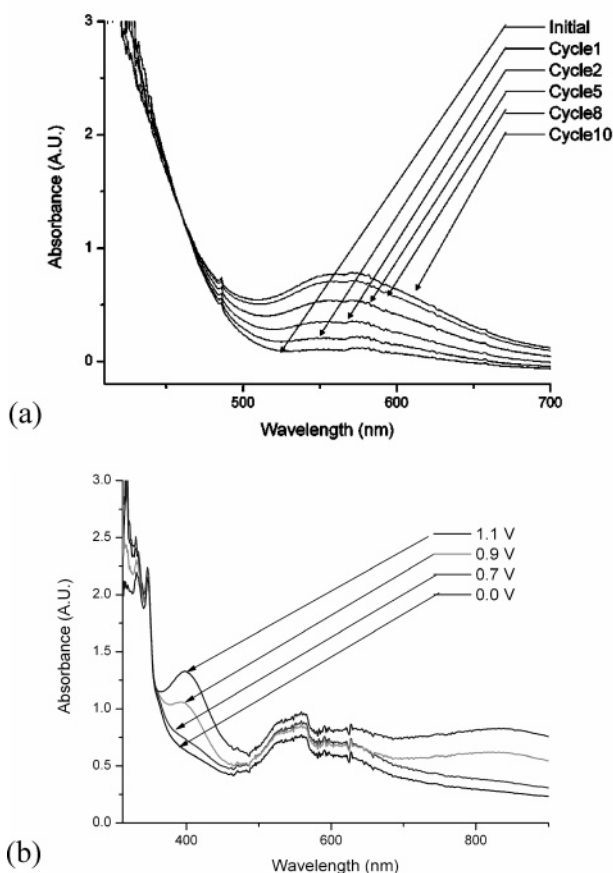 3
2
1
0
Absorbance (A.U.)
Initial
Cycle1
Cycle2
Cycle5
Cycle8
Cycle10
500
600
700
Wavelength (nm)
(a)
3.0
2.5
2.0
1.5
1.0
0.5
0.0
Absorbance (A.U.)
1.1 V
0.9 V
0.7 V
0.0 V
400
600
800
Wavelength (nm)
(b)